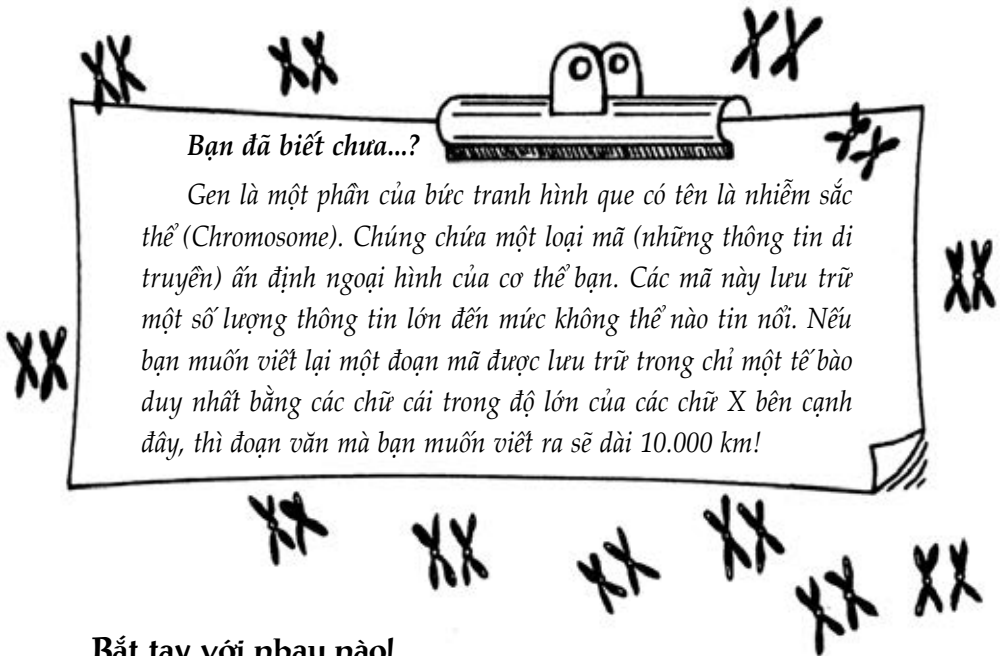 Bạn đã biết chưa...?
Gen là một phần của bức tranh hình que có tên là nhiễm sắc
thể (Chromosome). Chúng chứa một loại mã (những thông tin di
truyền) ấn định ngoại hình của cơ thể bạn. Các mã này lưu trữ
một số lượng thông tin lớn đến mức không thể nào tin nổi. Nếu
bạn muốn viết lại một đoạn mã được lưu trữ trong chỉ một tế bào
duy nhất bằng các chữ cái trong độ lớn của các chữ X bên cạnh
đây, thì đoạn văn mà bạn muốn viết ra sẽ dài 10.000 km!
Bắt tay với nhau nào!